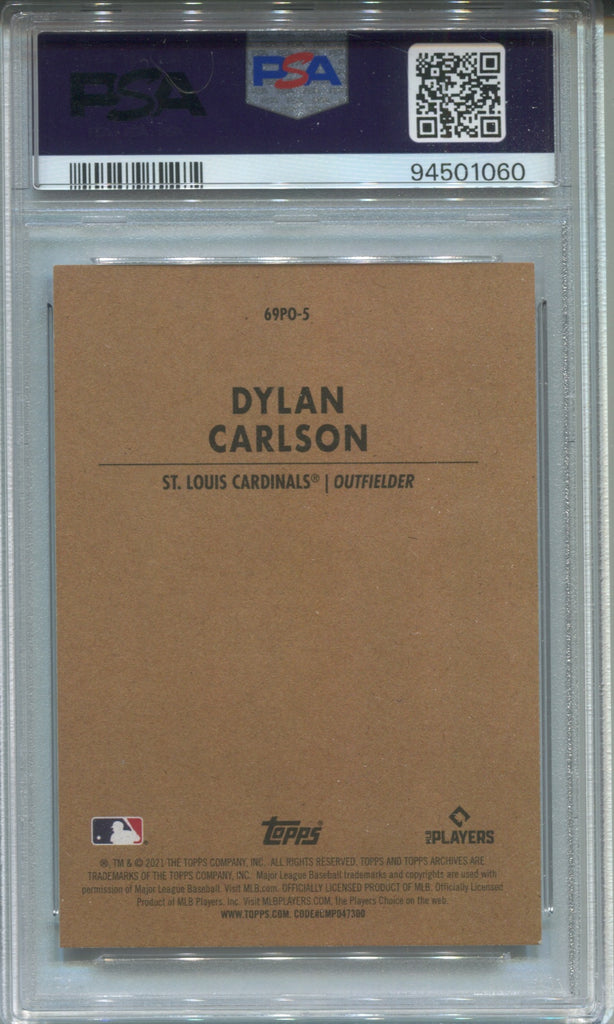 PSA
PSA
94501060
69PO-5
DYLAN
CARLSON
ST. LOUIS CARDINALS® | OUTFIELDER
TOPPS
MLB PLAYERS
®, TM & © 2021 THE TOPPS COMPANY, INC. ALL RIGHTS RESERVED. TOPPS AND TOPPS ARCHIVES ARE
TRADEMARKS OF THE TOPPS COMPANY, INC. Major League Baseball trademarks and copyrights are used with
permission of Major League Baseball. Visit MLB.com. OFFICIALLY LICENSED PRODUCT OF MLB. Officially Licensed
Product of MLB Players, Inc. Visit MLBPLAYERS.COM, the Players Choice on the web.
WWW.TOPPS.COM. CODE#CMP047300